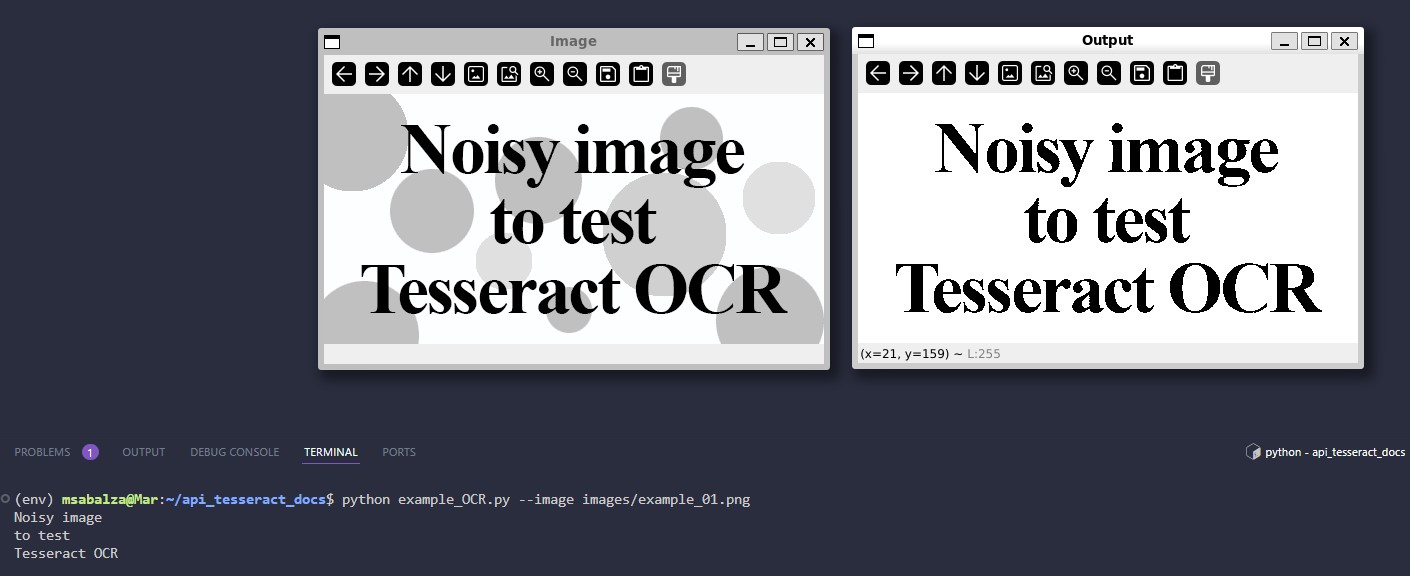 Image
Noisy image
to test
Tesseract OCR
Output
Noisy image
to test
Tesseract OCR
(x=21, y=159) ~ L:255
PROBLEMS 1 OUTPUT DEBUG CONSOLE TERMINAL PORTS
python - api_tesseract_docs
(env) msabalza@Mar:~/api_tesseract_docs$ python example_OCR.py --image images/example_01.png
Noisy image
to test
Tesseract OCR